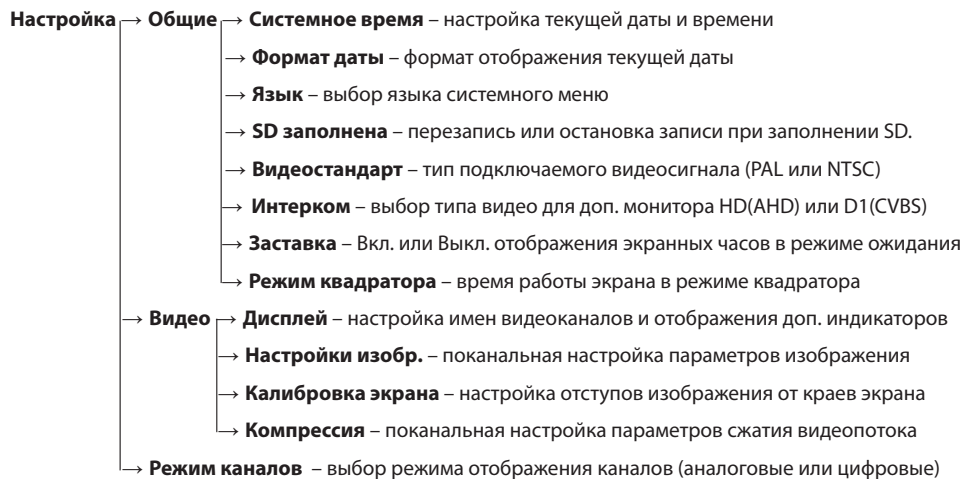 Настройка → Общие → Системное время – настройка текущей даты и времени
→ Формат даты – формат отображения текущей даты
→ Язык – выбор языка системного меню
→ SD заполнена – перезапись или остановка записи при заполнении SD.
→ Видеостандарт – тип подключаемого видеосигнала (PAL или NTSC)
→ Интерком – выбор типа видео для доп. монитора HD(AHD) или D1(CVBS)
→ Заставка – Вкл. или Выкл. отображения экранных часов в режиме ожидания
→ Режим квадратора – время работы экрана в режиме квадратора
→ Видео → Дисплей – настройка имен видеоканалов и отображения доп. индикаторов
→ Настройки изобр. – поканальная настройка параметров изображения
→ Калибровка экрана – настройка отступов изображения от краев экрана
→ Компрессия – поканальная настройка параметров сжатия видеопотока
→ Режим каналов – выбор режима отображения каналов (аналоговые или цифровые)